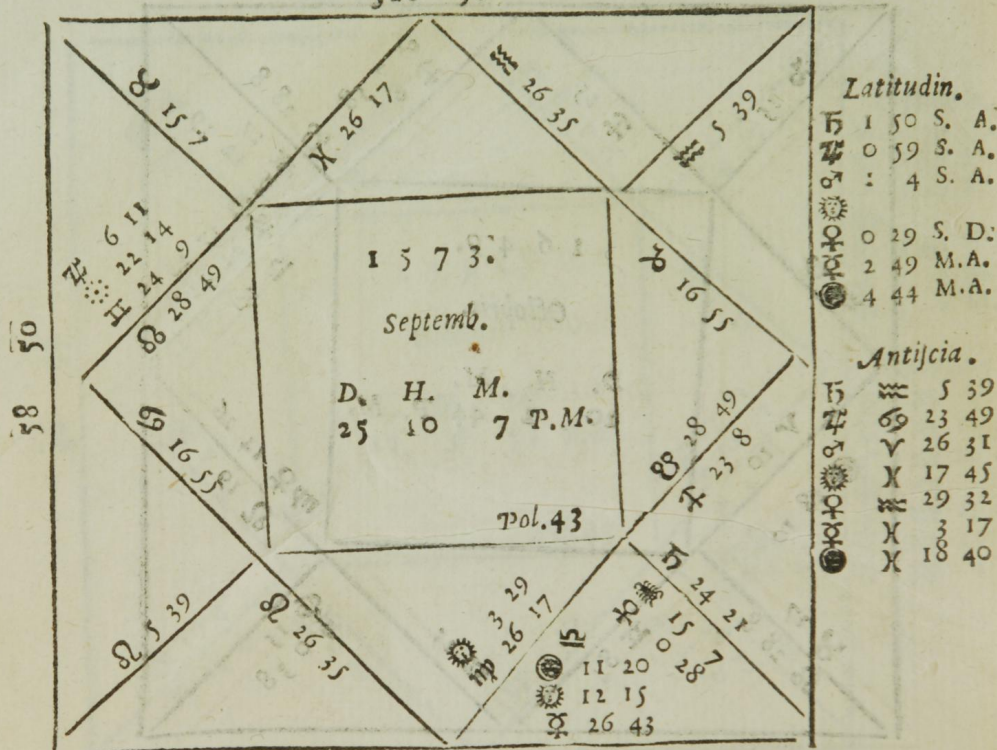 ♉ 15 7
♓ 26 17
♒ 26 35
♒ 5 39
♃ 6 11
22 14
♊ 24 9
☊ 28 49
♋ 16 55
♌ 5 39
♌ 26 35
1573.
Septemb.
D. H. M.
25 10 7 P.M.
Pol. 43
♑ 16 55
☋ 28 49
♐ 23 8
♄ 24 21
♏ 15 7
♀ 0 28
☉ 3 29
♍ 26 17
♎
11 20
☉ 12 15
☿ 26 43
58 50
Latitudin.
♄ 1 50 S. A.
♃ 0 59 S. A.
♂ : 4 S. A.
☉
♀ 0 29 S. D.
☿ 2 49 M.A.
4 44 M.A.
Antiſcia.
♄ ♒ 5 39
♃ ♋ 23 49
♂ ♈ 26 31
☉ ♓ 17 45
♀ ♒ 29 32
☿ ♓ 3 17
♓ 18 40